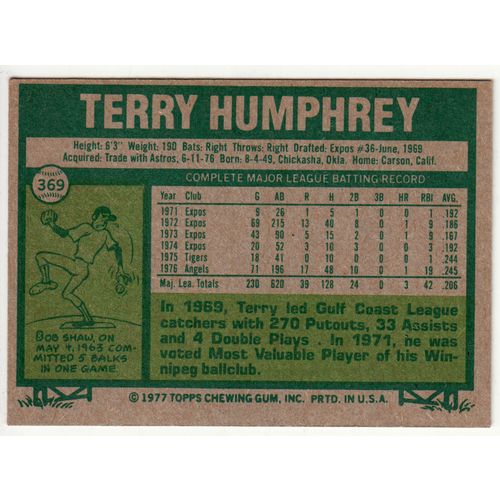 TERRY HUMPHREY
Height: 6'3" Weight: 190 Bats: Right Throws: Right Drafted: Expos #36-June, 1969
Acquired: Trade with Astros, 6-11-76 Born: 8-4-49, Chickasha, Okla. Home: Carson, Calif.
369
COMPLETE MAJOR LEAGUE BATTING RECORD
Year Club G AB R H 2B 3B HR RBI AVG.
1971 Expos 9 26 1 5 1 0 0 1 .192
1972 Expos 69 215 13 40 8 0 1 9 .186
1973 Expos 43 90 5 15 2 0 1 9 .167
1974 Expos 20 52 3 10 3 0 0 3 .192
1975 Tigers 18 41 0 10 0 0 0 1 .244
1976 Angels 71 196 17 48 10 0 1 19 .245
Maj. Lea. Totals 230 620 39 128 24 0 3 42 .206
BOB SHAW, ON
MAY 4, 1963 COM-
MITTED 5 BALKS
IN ONE GAME.
In 1969, Terry led Gulf Coast League
catchers with 270 Putouts, 33 Assists
and 4 Double Plays . In 1971, he was
voted Most Valuable Player of his Win-
nipeg ballclub.
© 1977 TOPPS CHEWING GUM, INC. PRTD. IN U.S.A.